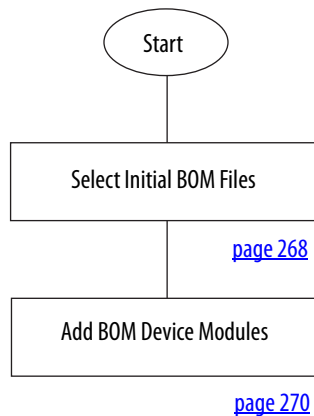 Start
Select Initial BOM Files
page 268
Add BOM Device Modules
page 270